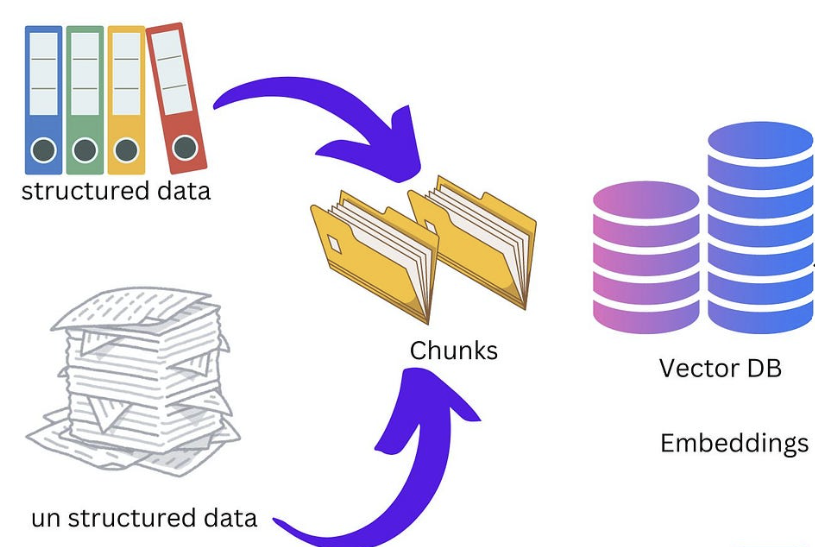 structured data
Chunks
Vector DB
Embeddings
un structured data